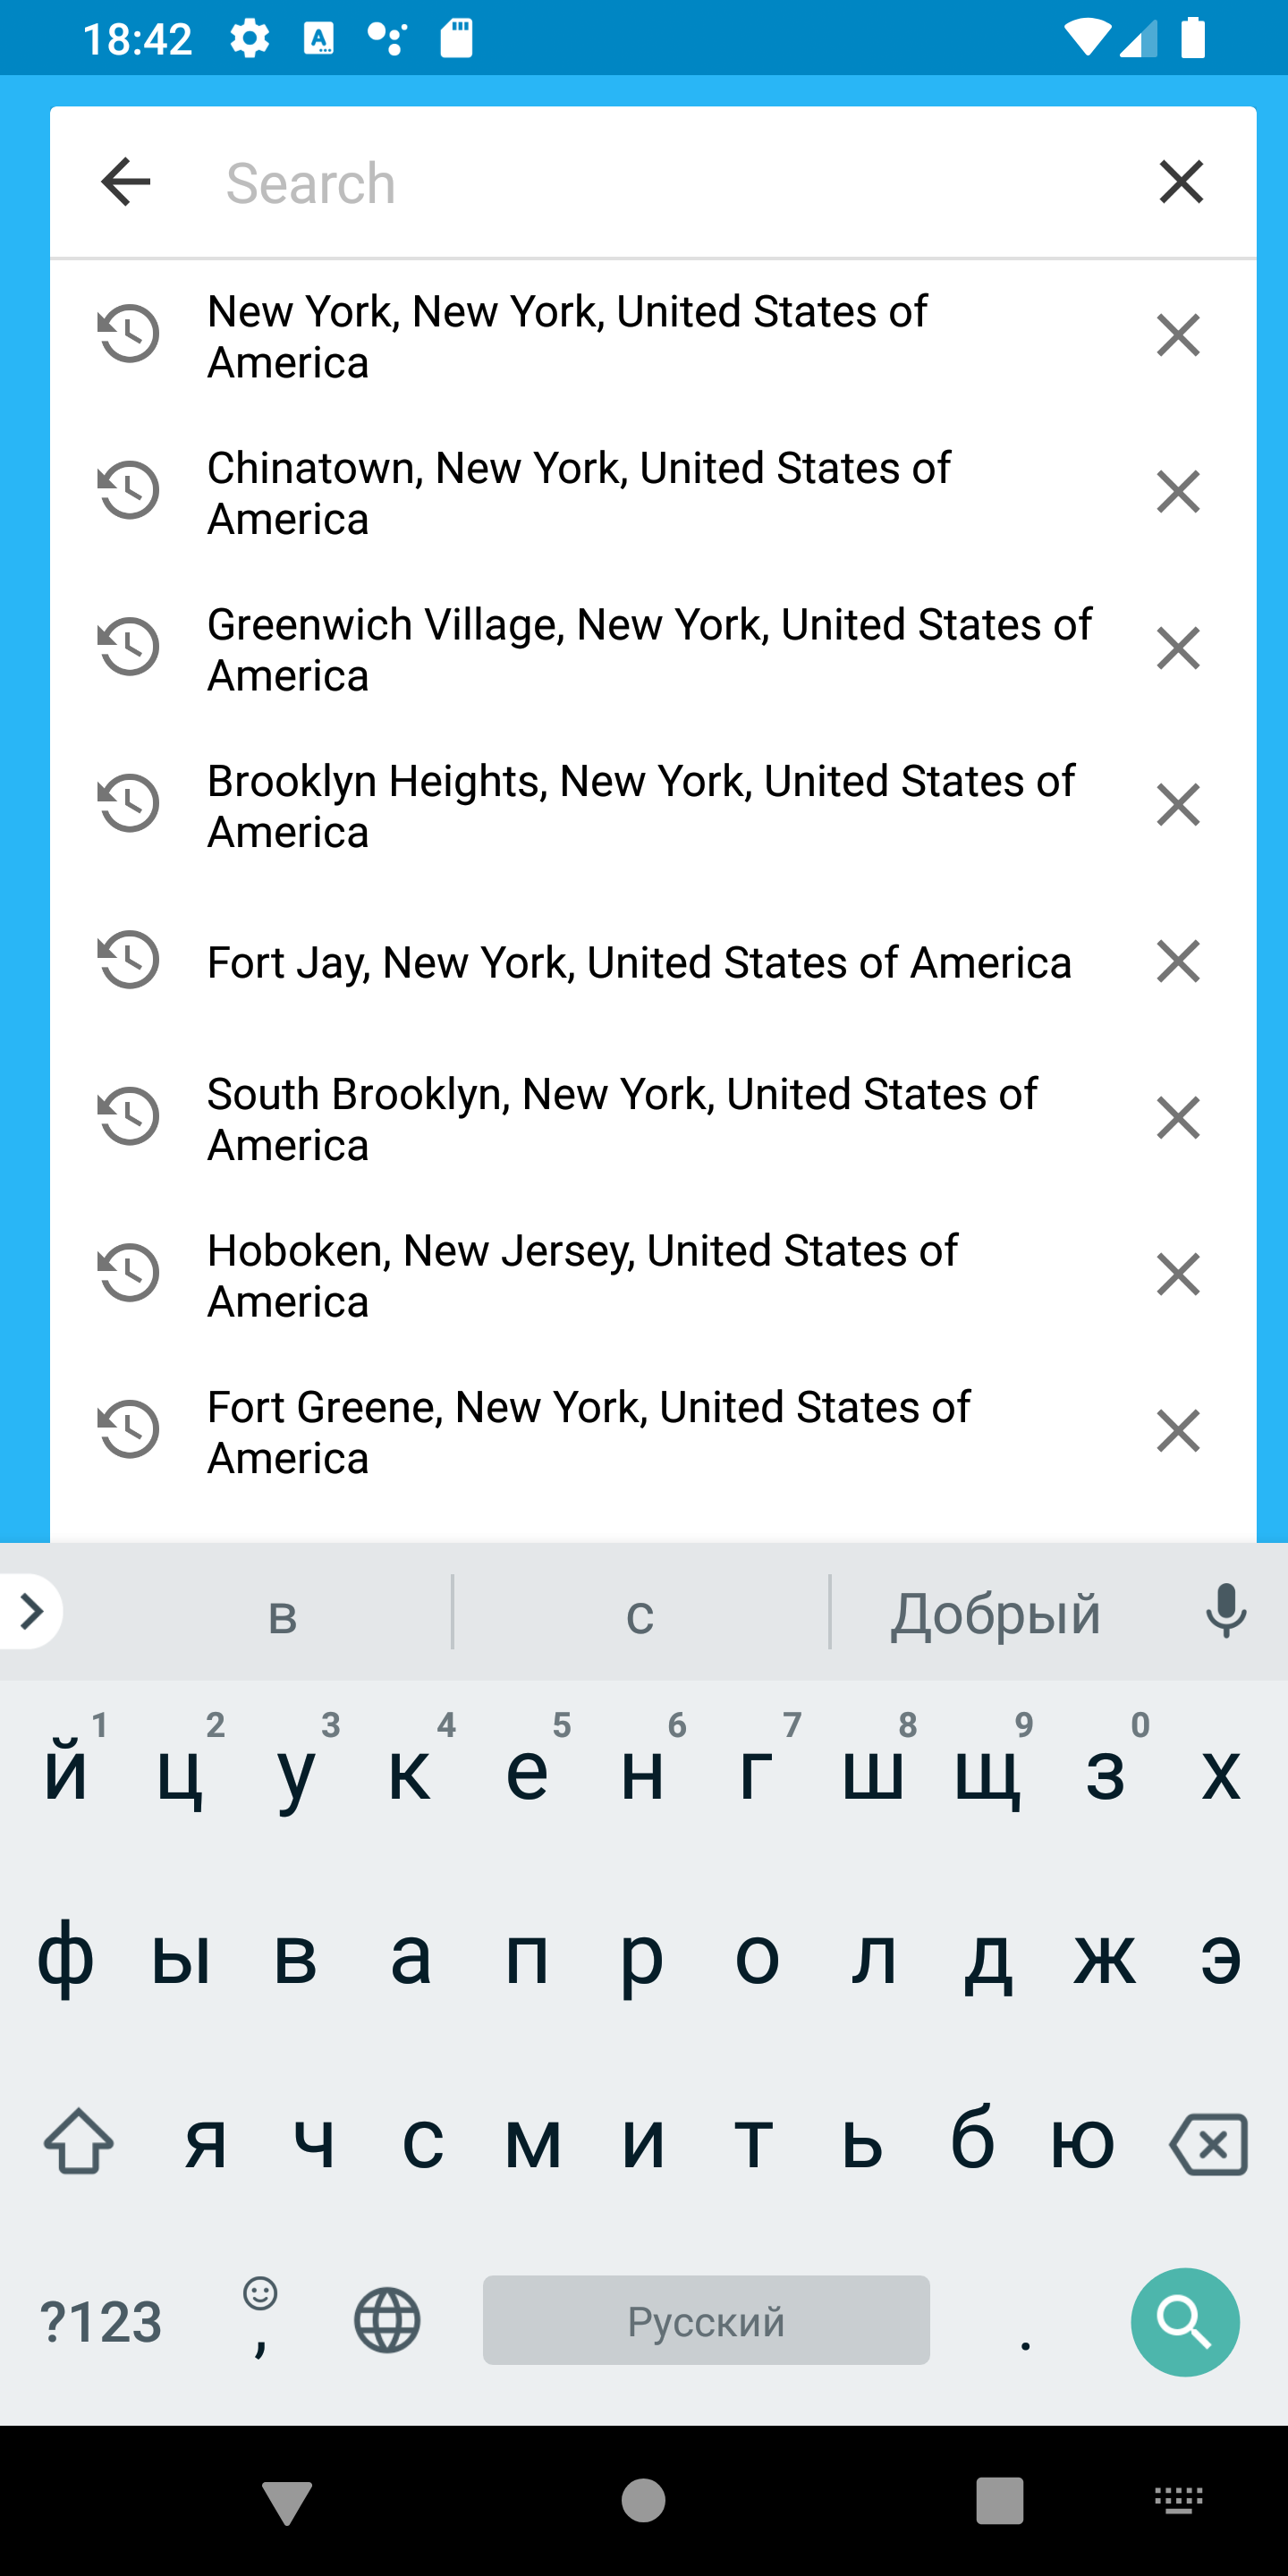 18:42
Search
New York, New York, United States of
America
Chinatown, New York, United States of
America
Greenwich Village, New York, United States of
America
Brooklyn Heights, New York, United States of
America
Fort Jay, New York, United States of America
South Brooklyn, New York, United States of
America
Hoboken, New Jersey, United States of
America
Fort Greene, New York, United States of
America
в с Добрый
1 2 3 4 5 6 7 8 9 0
й ц у к е н г ш щ з х
ф ы в а п р о л д ж э
я ч с м и т ь б ю
?123 , Русский .